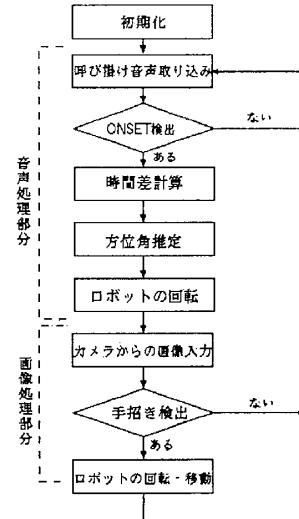 初期化
呼び掛け音声取り込み
ONSET検出
ない
ある
時間差計算
方位角推定
ロボットの回転
音声処理部分
カメラからの画像入力
手招き検出
ない
ある
ロボットの回転・移動
画像処理部分